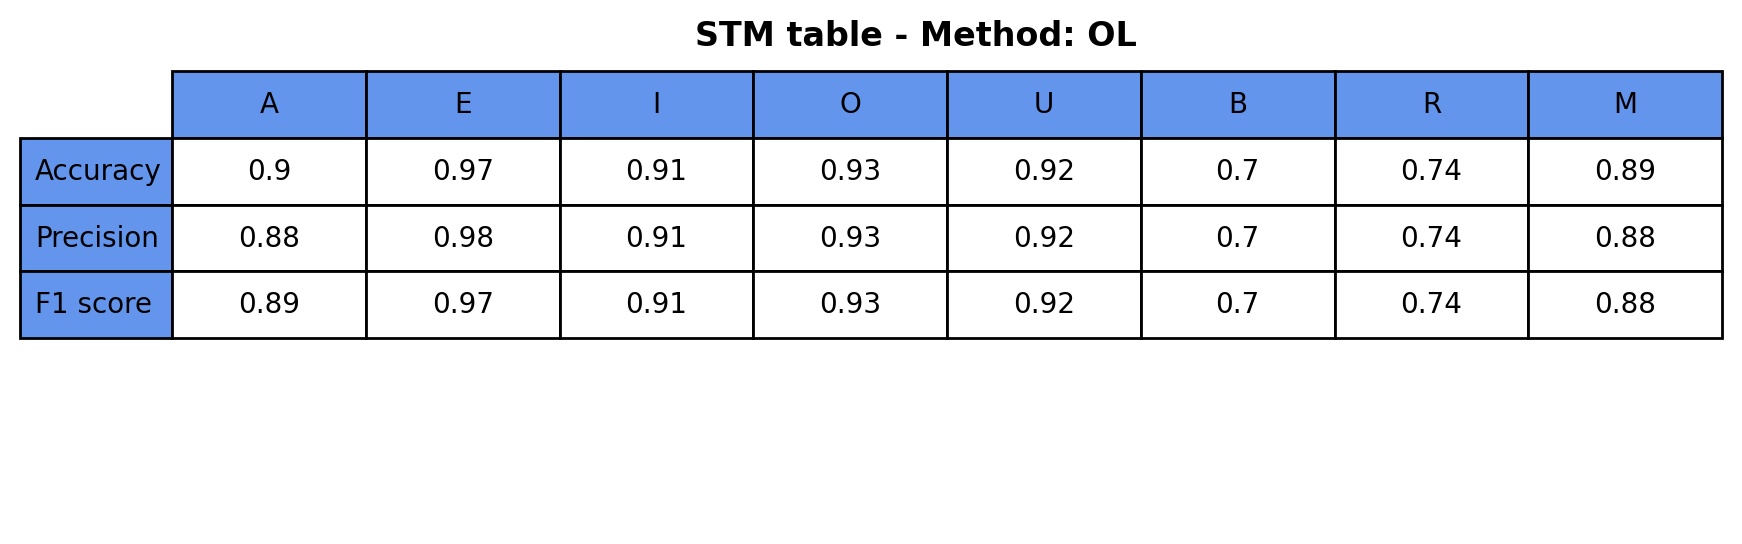 STM table - Method: OL
A E I O U B R M
Accuracy 0.9 0.97 0.91 0.93 0.92 0.7 0.74 0.89
Precision 0.88 0.98 0.91 0.93 0.92 0.7 0.74 0.88
F1 score 0.89 0.97 0.91 0.93 0.92 0.7 0.74 0.88